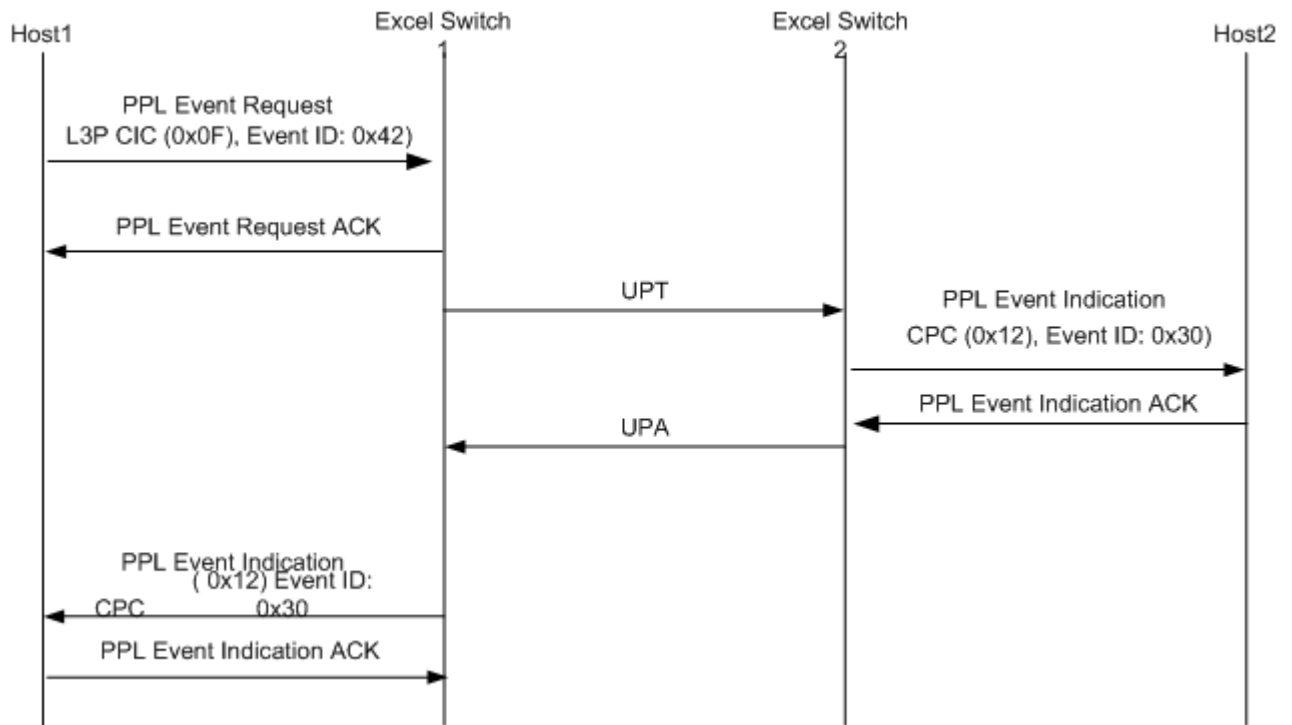 Host1
Excel Switch
1
Excel Switch
2
Host2
PPL Event Request
L3P CIC (0x0F), Event ID: 0x42)
PPL Event Request ACK
UPT
PPL Event Indication
CPC (0x12), Event ID: 0x30)
PPL Event Indication ACK
UPA
PPL Event Indication
( 0x12) Event ID:
CPC 0x30
PPL Event Indication ACK